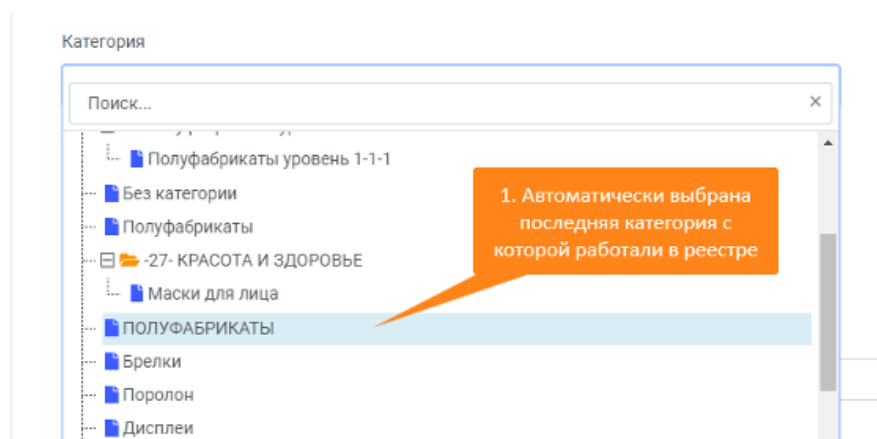 Категория
Поиск...
Полуфабрикаты уровень 1-1-1
Без категории
Полуфабрикаты
-27- КРАСОТА И ЗДОРОВЬЕ
Маски для лица
ПОЛУФАБРИКАТЫ
Брелки
Поролон
Дисплеи
1. Автоматически выбрана
последняя категория с
которой работали в реестре